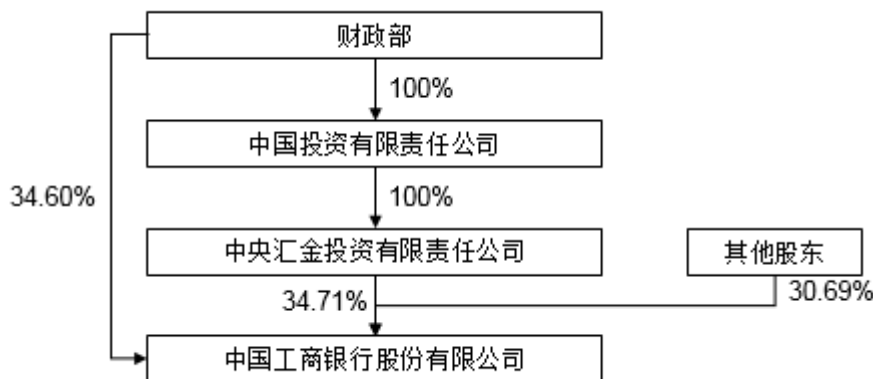 财政部
100%
中国投资有限责任公司
34.60%
100%
中央汇金投资有限责任公司
其他股东
34.71%
30.69%
中国工商银行股份有限公司